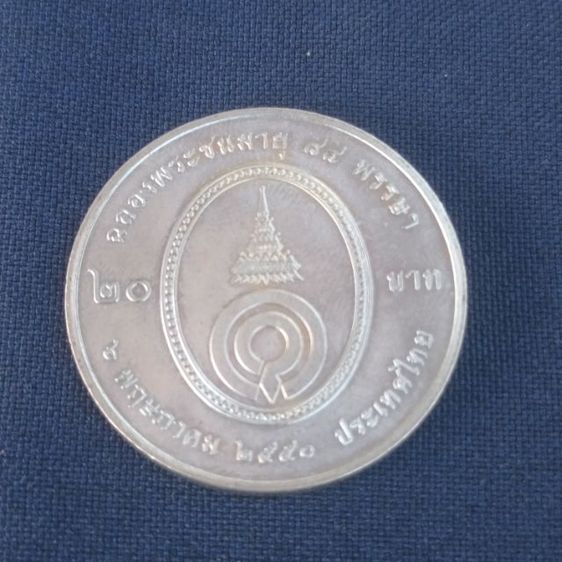 ฉลองพระชนมายุ ๘๔ พรรษา
๒๐ บาท
๖ พฤษภาคม ๒๕๕๐ ประเทศไทย